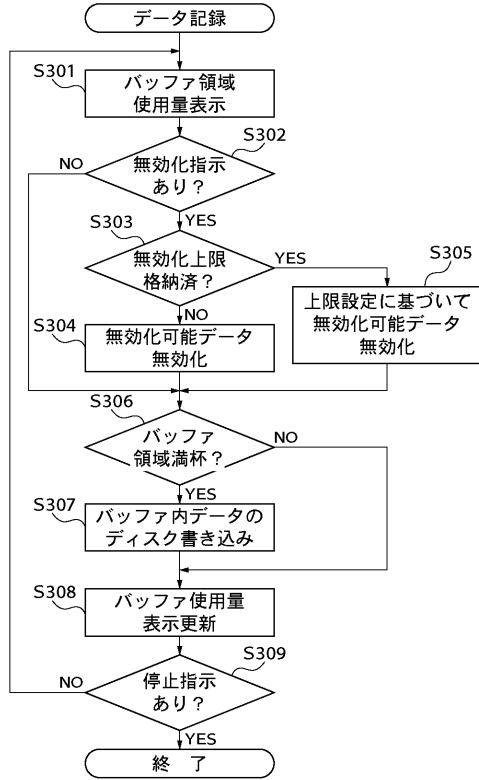 データ記録
S301
バッファ領域
使用量表示
S302
無効化指示
あり？
NO
YES
S303
無効化上限
格納済？
YES
NO
S304
無効化可能データ
無効化
S305
上限設定に基づいて
無効化可能データ
無効化
S306
バッファ
領域満杯？
NO
YES
S307
バッファ内データの
ディスク書き込み
S308
バッファ使用量
表示更新
S309
停止指示
あり？
NO
YES
終 了